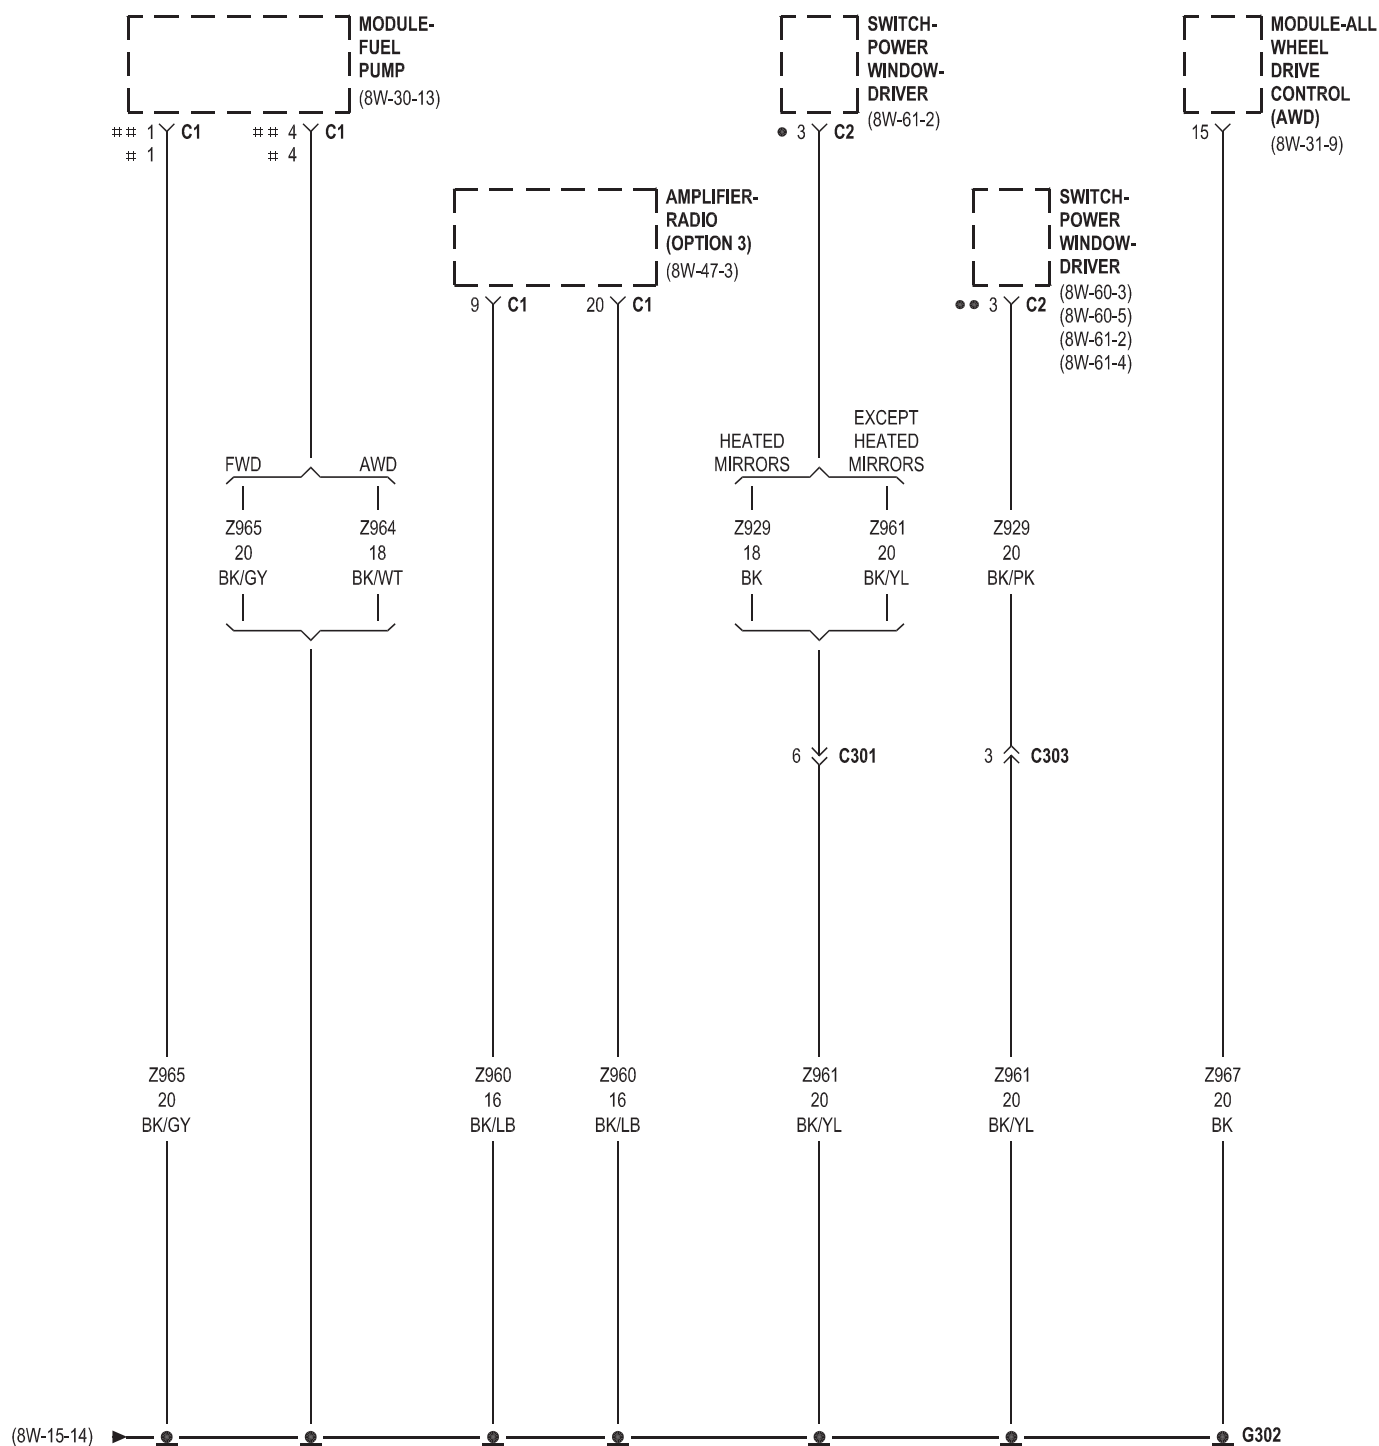 MODULE-
FUEL
PUMP
(8W-30-13)
SWITCH-
POWER
WINDOW-
DRIVER
(8W-61-2)
MODULE-ALL
WHEEL
DRIVE
CONTROL
(AWD)
(8W-31-9)
## 1 C1
# 1
## 4 C1
# 4
● 3 C2
15
AMPLIFIER-
RADIO
(OPTION 3)
(8W-47-3)
SWITCH-
POWER
WINDOW-
DRIVER
(8W-60-3)
(8W-60-5)
(8W-61-2)
(8W-61-4)
9 C1
20 C1
●● 3 C2
FWD
AWD
HEATED
MIRRORS
EXCEPT
HEATED
MIRRORS
Z965
20
BK/GY
Z964
18
BK/WT
Z929
18
BK
Z961
20
BK/YL
Z929
20
BK/PK
6 C301
3 C303
Z965
20
BK/GY
Z960
16
BK/LB
Z960
16
BK/LB
Z961
20
BK/YL
Z961
20
BK/YL
Z967
20
BK
(8W-15-14)
G302